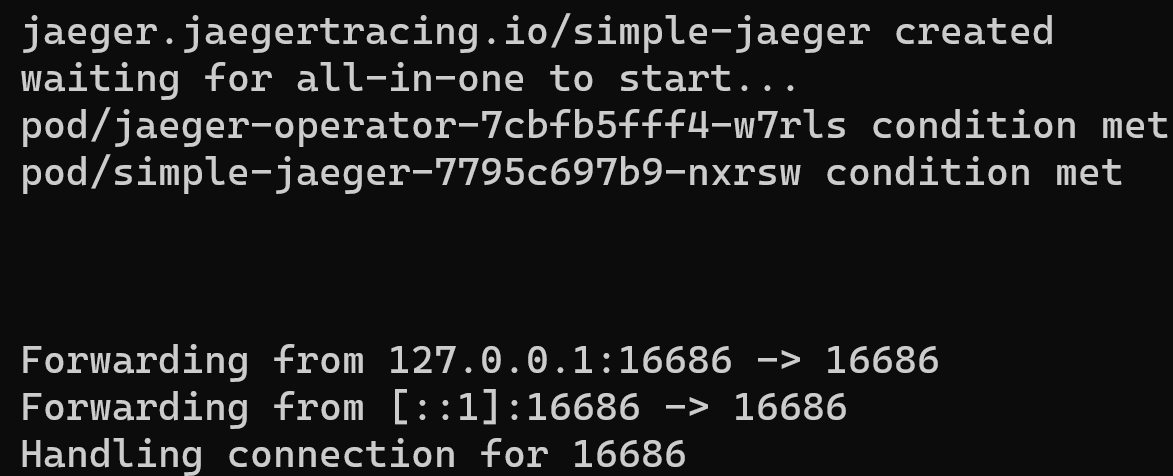 jaeger.jaegertracing.io/simple-jaeger created
waiting for all-in-one to start...
pod/jaeger-operator-7cbfb5fff4-w7rls condition met
pod/simple-jaeger-7795c697b9-nxrsw condition met
Forwarding from 127.0.0.1:16686 -> 16686
Forwarding from [::1]:16686 -> 16686
Handling connection for 16686